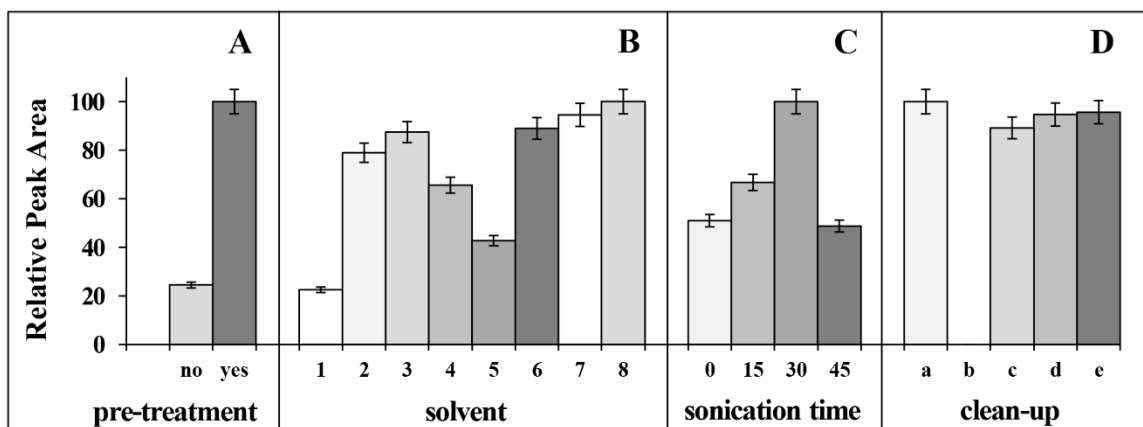 A B C D
Relative Peak Area
100
80
60
40
20
0
no yes 1 2 3 4 5 6 7 8 0 15 30 45 a b c d e
pre-treatment solvent sonication time clean-up